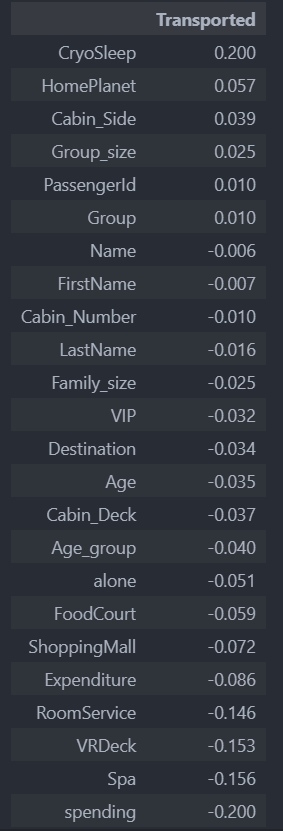 Transported
CryoSleep 0.200
HomePlanet 0.057
Cabin_Side 0.039
Group_size 0.025
PassengerId 0.010
Group 0.010
Name -0.006
FirstName -0.007
Cabin_Number -0.010
LastName -0.016
Family_size -0.025
VIP -0.032
Destination -0.034
Age -0.035
Cabin_Deck -0.037
Age_group -0.040
alone -0.051
FoodCourt -0.059
ShoppingMall -0.072
Expenditure -0.086
RoomService -0.146
VRDeck -0.153
Spa -0.156
spending -0.200